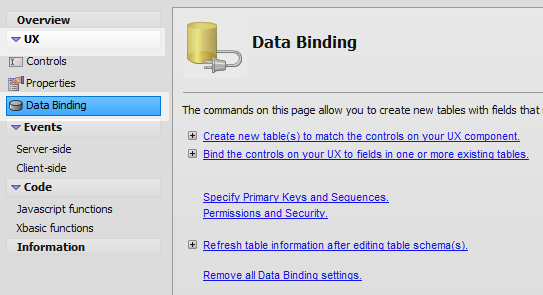 Overview
UX
Controls
Properties
Data Binding
Events
Server-side
Client-side
Code
Javascript functions
Xbasic functions
Information
Data Binding
The commands on this page allow you to create new tables with fields that
Create new table(s) to match the controls on your UX component.
Bind the controls on your UX to fields in one or more existing tables.
Specify Primary Keys and Sequences.
Permissions and Security.
Refresh table information after editing table schema(s).
Remove all Data Binding settings.